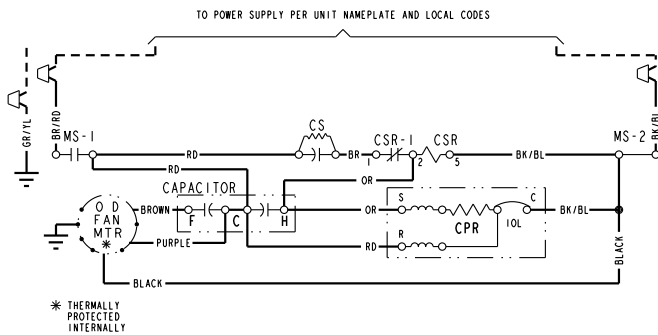 TO POWER SUPPLY PER UNIT NAMEPLATE AND LOCAL CODES
GR/YL
BR/RD
BK/BL
MS-1
RD
CS
BR
1
CSR-1
2
CSR
5
BK/BL
MS-2
RD
OR
CAPACITOR
O D
FAN
MTR
*
BROWN
F
C
H
OR
S
CPR
C
IOL
BK/BL
PURPLE
RD
R
BLACK
BLACK
* THERMALLY
PROTECTED
INTERNALLY